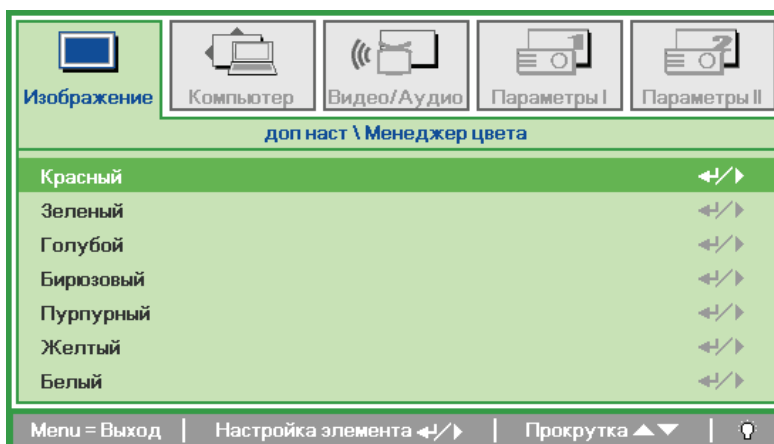 Изображение Компьютер Видео/Аудио Параметры I Параметры II
доп наст \ Менеджер цвета
Красный
Зеленый
Голубой
Бирюзовый
Пурпурный
Желтый
Белый
Menu = Выход | Настройка элемента | Прокрутка